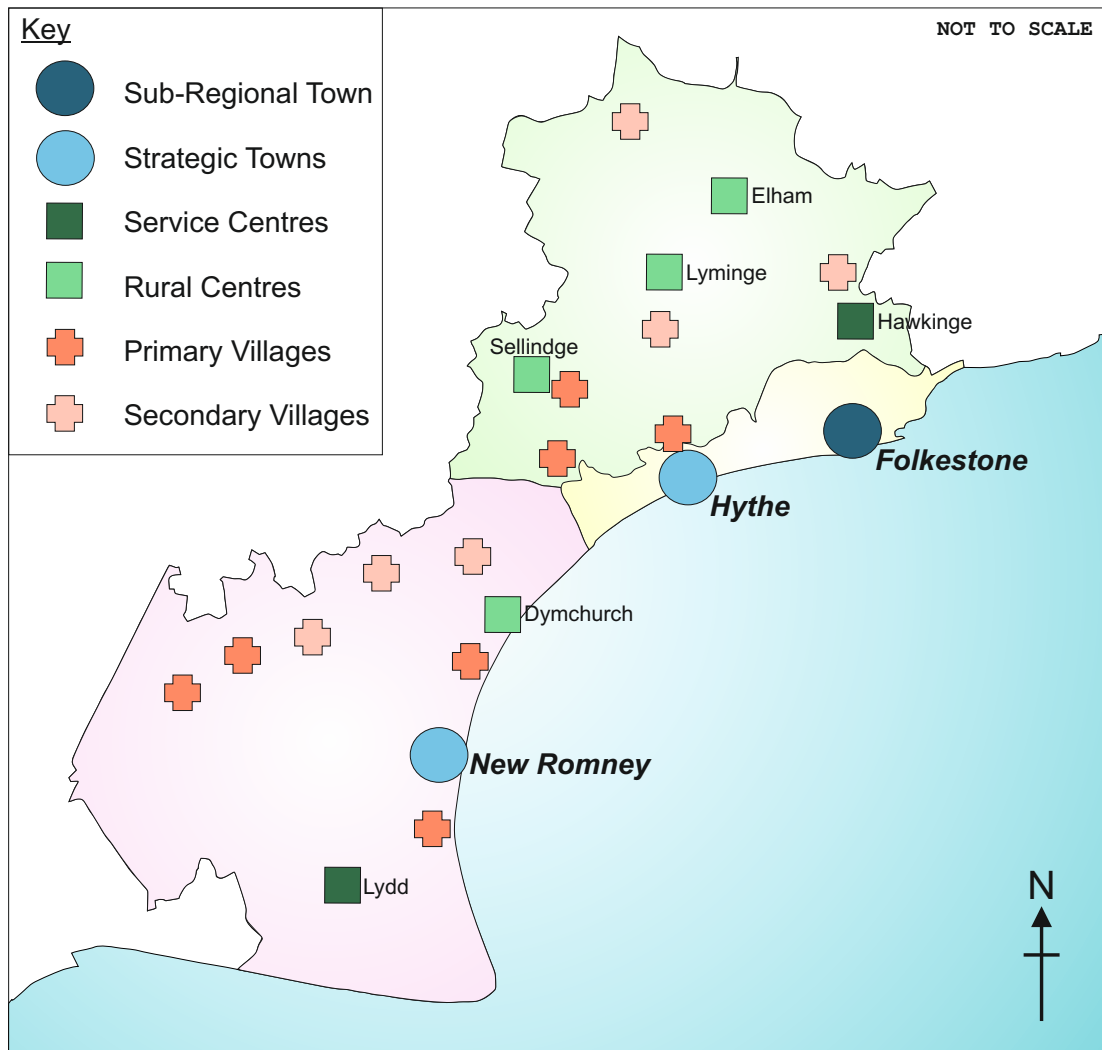 Key
NOT TO SCALE
Sub-Regional Town
Strategic Towns
Service Centres
Rural Centres
Primary Villages
Secondary Villages
Elham
Lyminge
Hawkinge
Sellindge
Folkestone
Hythe
Dymchurch
New Romney
Lydd
N